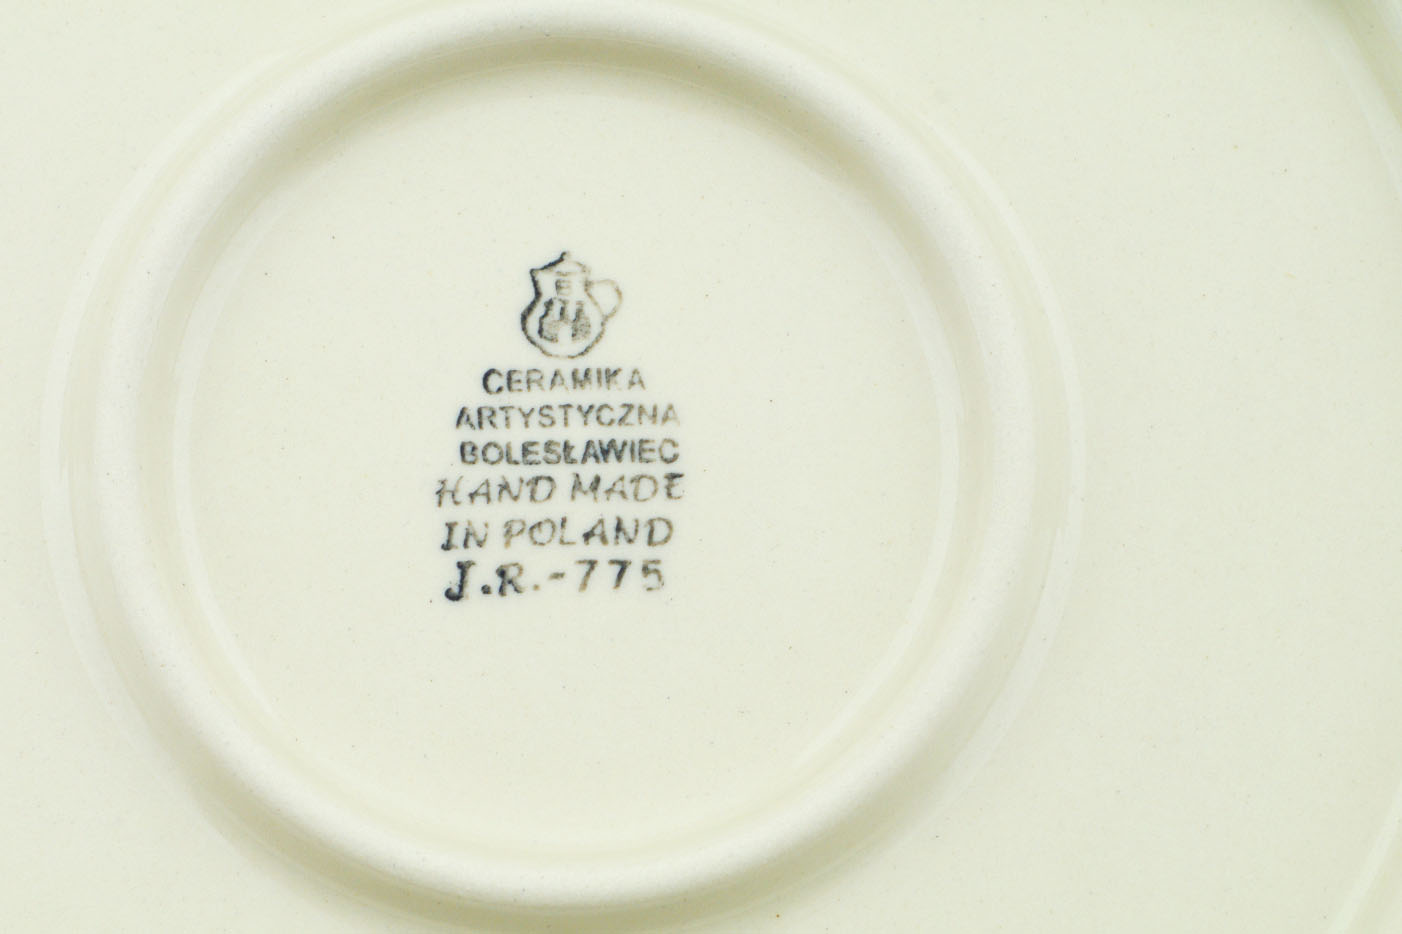 CERAMIKA
ARTYSTYCZNA
BOLESŁAWIEC
HAND MADE
IN POLAND
J.R.-775